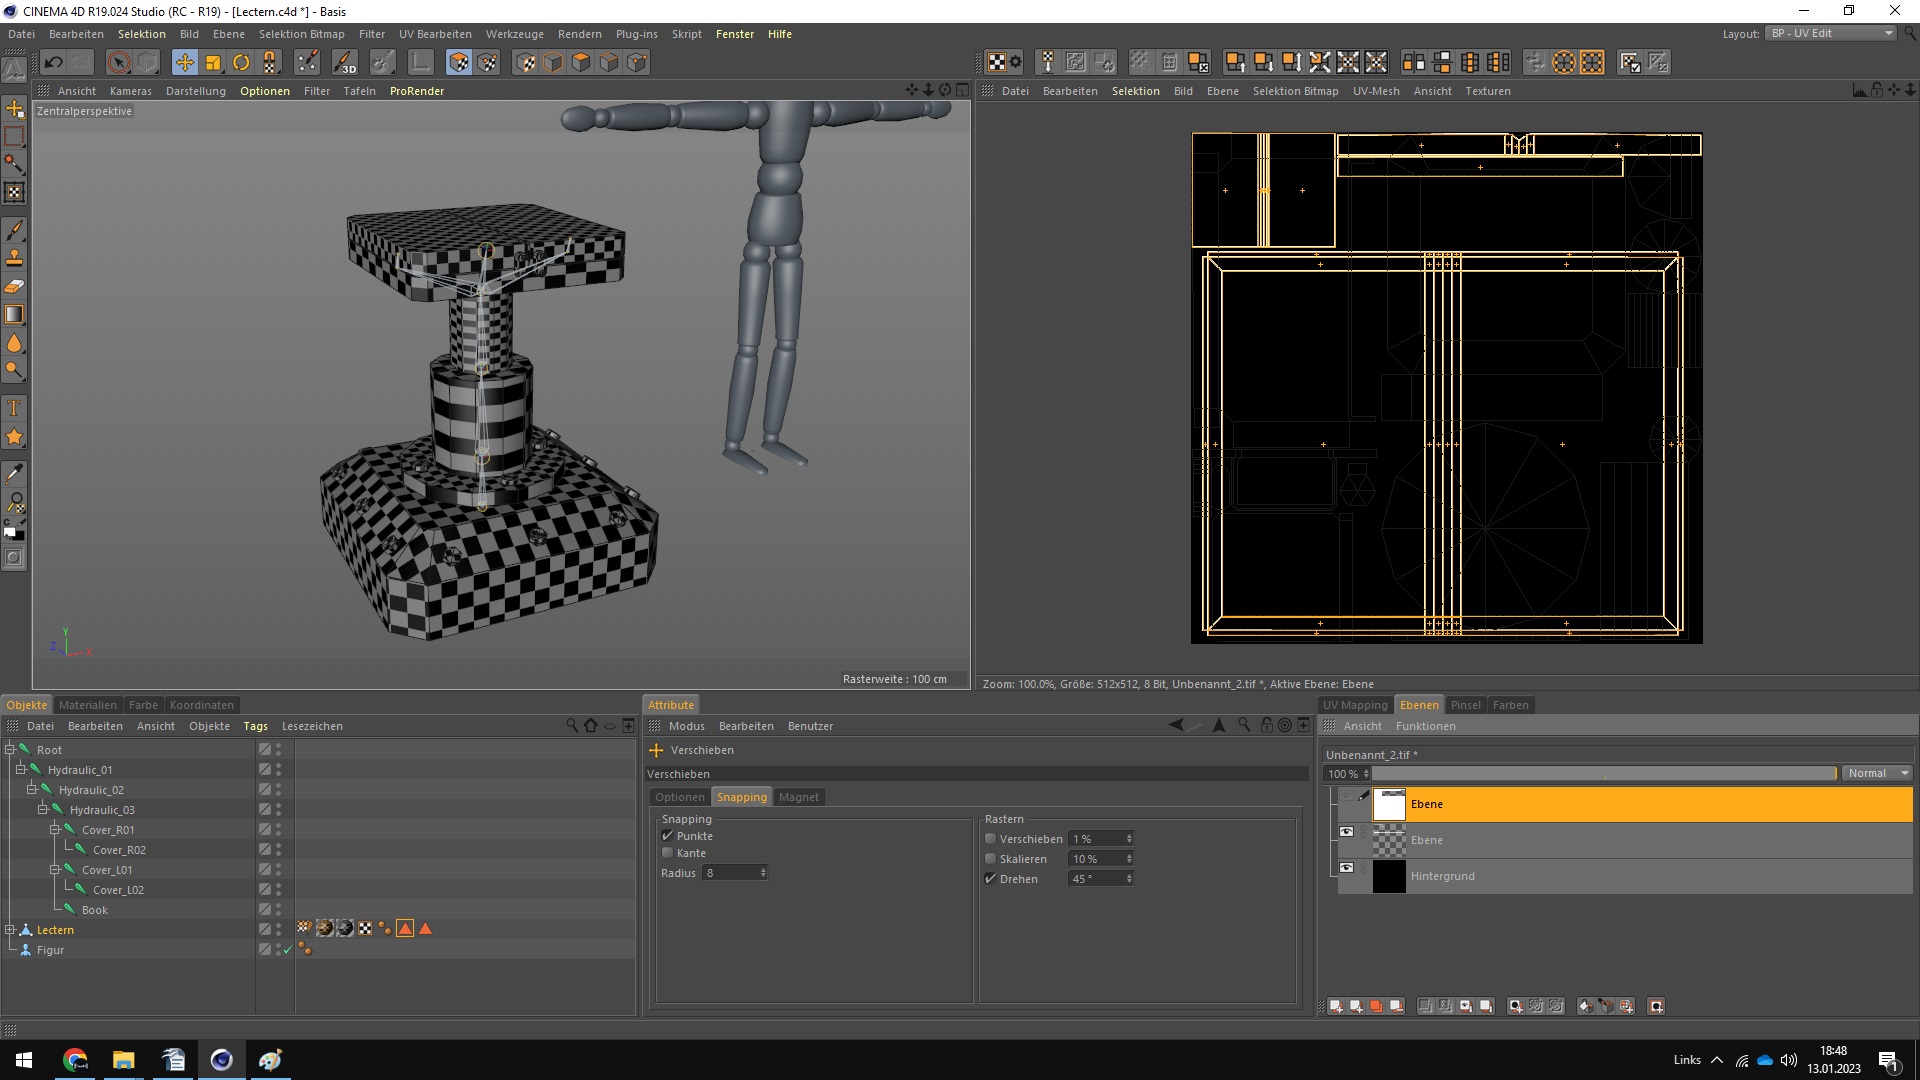 CINEMA 4D R19.024 Studio (RC - R19) - [Lectern.c4d *] - Basis
Datei Bearbeiten Selektion Bild Ebene Selektion Bitmap Filter UV Bearbeiten Werkzeuge Rendern Plug-ins Skript Fenster Hilfe
Layout: BP - UV Edit
Ansicht Kameras Darstellung Optionen Filter Tafeln ProRender
Datei Bearbeiten Selektion Bild Ebene Selektion Bitmap UV-Mesh Ansicht Texturen
Zentralperspektive
Y
Z
X
Rasterweite : 100 cm
Zoom: 100.0%, Größe: 512x512, 8 Bit, Unbenannt_2.tif *, Aktive Ebene: Ebene
Objekte Materialien Farbe Koordinaten
Datei Bearbeiten Ansicht Objekte Tags Lesezeichen
Root
Hydraulic_01
Hydraulic_02
Hydraulic_03
Cover_R01
Cover_R02
Cover_L01
Cover_L02
Book
Lectern
Figur
Attribute
Modus Bearbeiten Benutzer
Verschieben
Verschieben
Optionen Snapping Magnet
Snapping
Punkte
Kante
Radius 8
Rastern
Verschieben 1 %
Skalieren 10 %
Drehen 45 °
UV Mapping Ebenen Pinsel Farben
Ansicht Funktionen
Unbenannt_2.tif *
100 % Normal
Ebene
Ebene
Hintergrund
Links
18:48
13.01.2023
1